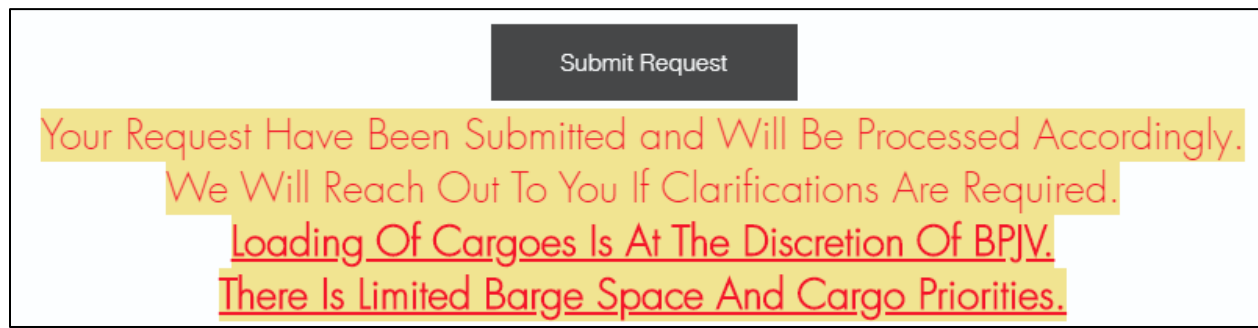 Submit Request
Your Request Have Been Submitted and Will Be Processed Accordingly.
We Will Reach Out To You If Clarifications Are Required.
Loading Of Cargoes Is At The Discretion Of BPJV.
There Is Limited Barge Space And Cargo Priorities.